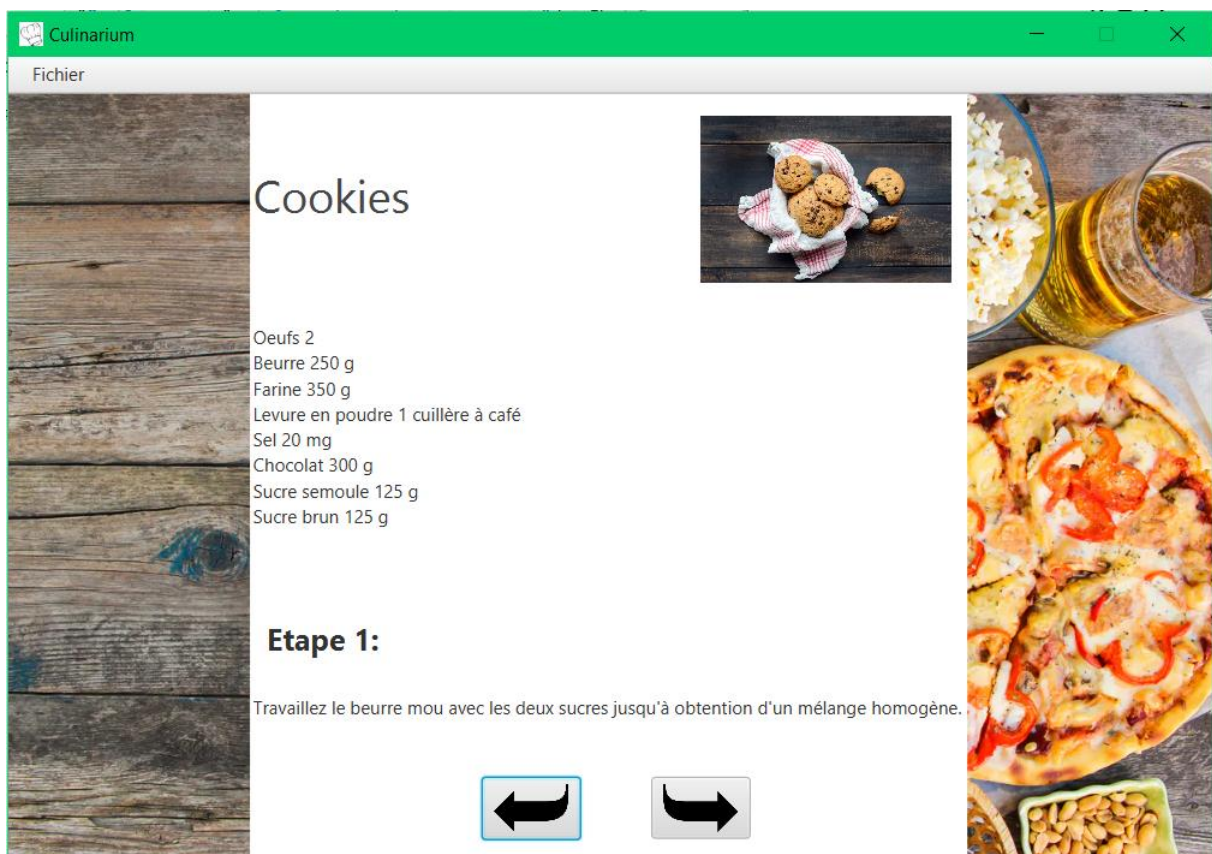 Culinarium
Fichier
Cookies
Oeufs 2
Beurre 250 g
Farine 350 g
Levure en poudre 1 cuillère à café
Sel 20 mg
Chocolat 300 g
Sucre semoule 125 g
Sucre brun 125 g
Etape 1:
Travaillez le beurre mou avec les deux sucres jusqu'à obtention d'un mélange homogène.